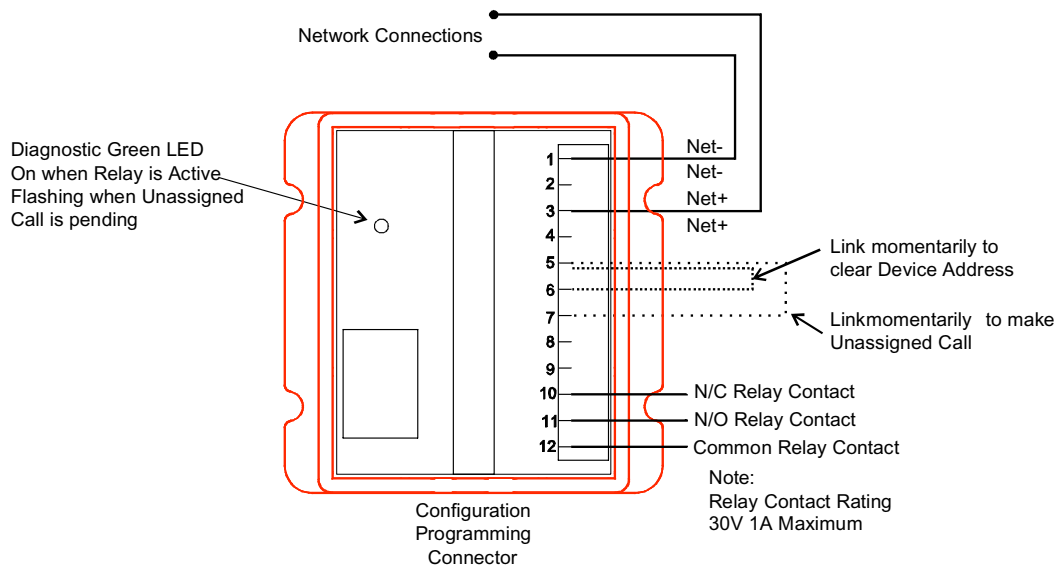 Network Connections
Diagnostic Green LED
On when Relay is Active
Flashing when Unassigned
Call is pending
1
2
3
4
5
6
7
8
9
10
11
12
Net-
Net-
Net+
Net+
Link momentarily to
clear Device Address
Linkmomentarily to make
Unassigned Call
N/C Relay Contact
N/O Relay Contact
Common Relay Contact
Note:
Relay Contact Rating
30V 1A Maximum
Configuration
Programming
Connector